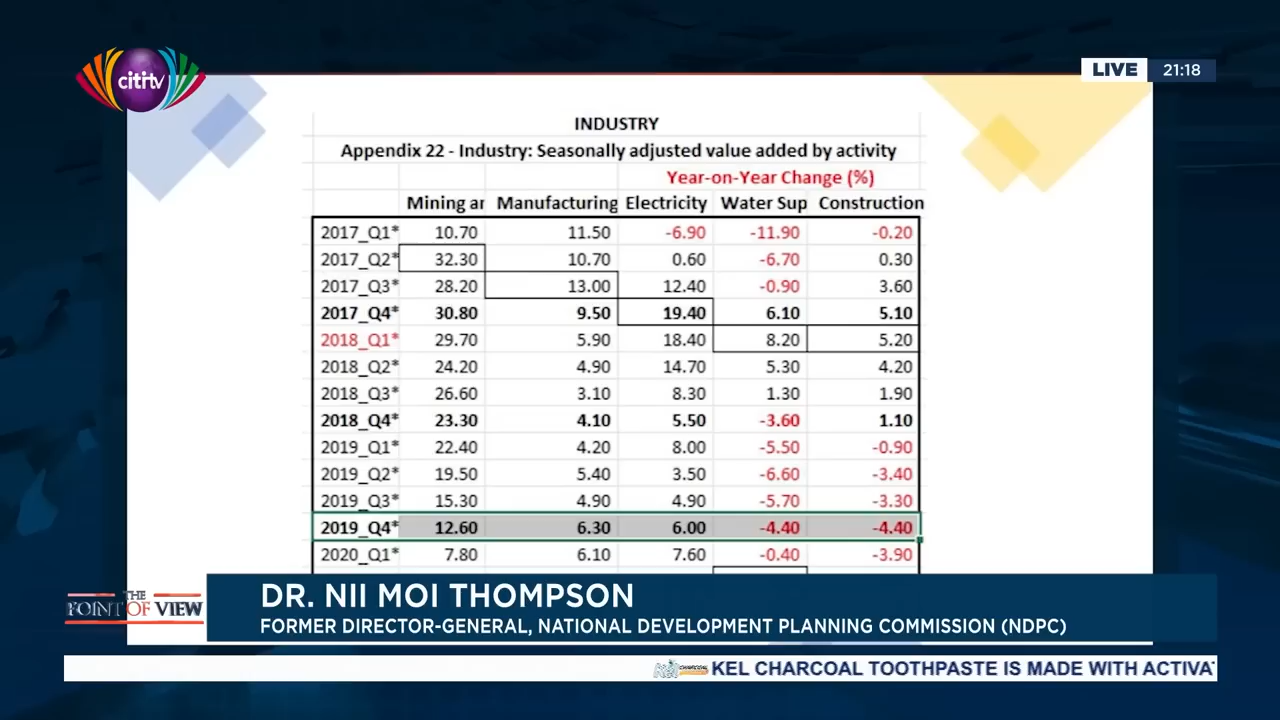 cititv
LIVE 21:18
INDUSTRY
Appendix 22 - Industry: Seasonally adjusted value added by activity
Year-on-Year Change (%)
Mining ar Manufacturing Electricity Water Sup Construction
2017_Q1* 10.70 11.50 -6.90 -11.90 -0.20
2017_Q2* 32.30 10.70 0.60 -6.70 0.30
2017_Q3* 28.20 13.00 12.40 -0.90 3.60
2017_Q4* 30.80 9.50 19.40 6.10 5.10
2018_Q1* 29.70 5.90 18.40 8.20 5.20
2018_Q2* 24.20 4.90 14.70 5.30 4.20
2018_Q3* 26.60 3.10 8.30 1.30 1.90
2018_Q4* 23.30 4.10 5.50 -3.60 1.10
2019_Q1* 22.40 4.20 8.00 -5.50 -0.90
2019_Q2* 19.50 5.40 3.50 -6.60 -3.40
2019_Q3* 15.30 4.90 4.90 -5.70 -3.30
2019_Q4* 12.60 6.30 6.00 -4.40 -4.40
2020_Q1* 7.80 6.10 7.60 -0.40 -3.90
THE
POINT OF VIEW
DR. NII MOI THOMPSON
FORMER DIRECTOR-GENERAL, NATIONAL DEVELOPMENT PLANNING COMMISSION (NDPC)
KEL CHARCOAL TOOTHPASTE IS MADE WITH ACTIVA